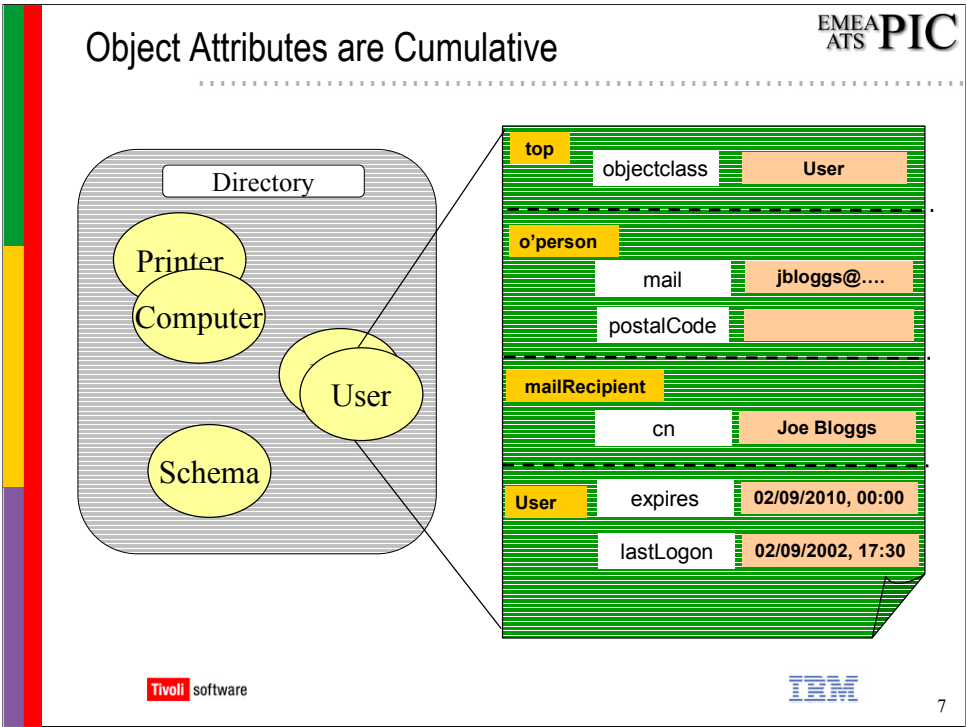 Object Attributes are Cumulative
EMEA PIC
ATS
Directory
Printer
Computer
User
Schema
top
objectclass User
o’person
mail jbloggs@….
postalCode
mailRecipient
cn Joe Bloggs
User expires 02/09/2010, 00:00
lastLogon 02/09/2002, 17:30
Tivoli software
IBM
7